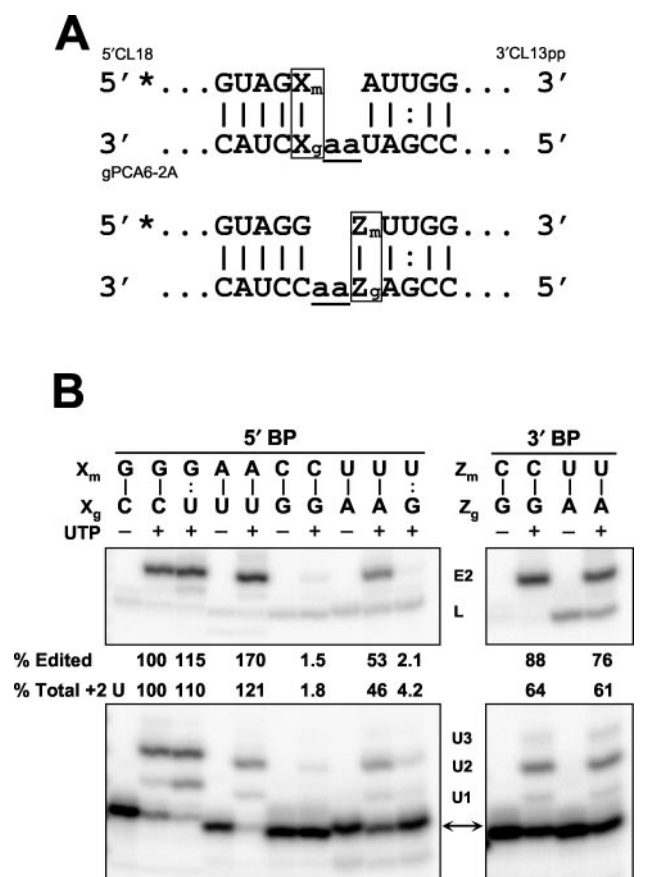 A
5′CL18 3′CL13pp
5′ * ...GUAGXm AUUGG... 3′
| | | | | | | : | |
3′ ...CAUCXgaaUAGCC... 5′
gPCA6-2A
5′ * ...GUAGG ZmUUGG... 3′
| | | | | | | : | |
3′ ...CAUCCaaZgAGCC... 5′
B
5′ BP 3′ BP
Xm G G G A A C C U U U Zm C C U U
| | : | | | | | | : | | | |
Xg C C U U U G G A A G Zg G G A A
UTP – + + – + – + – + + – + – +
E2
L
% Edited 100 115 170 1.5 53 2.1 88 76
% Total +2 U 100 110 121 1.8 46 4.2 64 61
U3
U2
U1